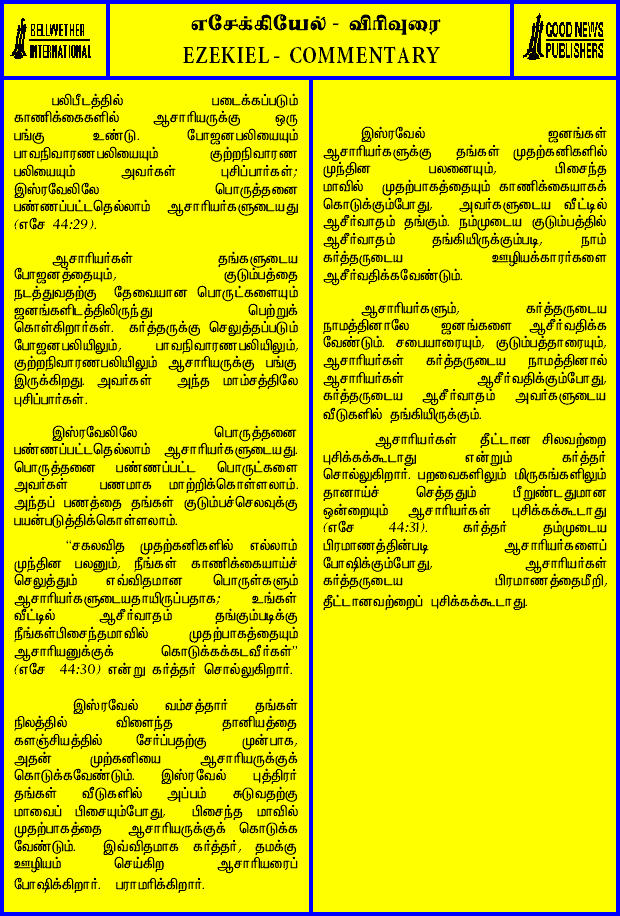 BELLWETHER
INTERNATIONAL
எசேக்கியேல் - விரிவுரை
EZEKIEL - COMMENTARY
GOOD NEWS
PUBLISHERS
பலிபீடத்தில் படைக்கப்படும்
காணிக்கைகளில் ஆசாரியருக்கு ஒரு
பங்கு உண்டு. போஜனபலியையும்
பாவநிவாரணபலியையும் குற்றநிவாரண
பலியையும் அவர்கள் புசிப்பார்கள்;
இஸ்ரவேலிலே பொருத்தனை
பண்ணப்பட்டதெல்லாம் ஆசாரியர்களுடையது
(எசே 44:29).
ஆசாரியர்கள் தங்களுடைய
போஜனத்தையும், குடும்பத்தை
நடத்துவதற்கு தேவையான பொருட்களையும்
ஜனங்களிடத்திலிருந்து பெற்றுக்
கொள்கிறார்கள். கர்த்தருக்கு செலுத்தப்படும்
போஜனபலியிலும், பாவநிவாரணபலியிலும்,
குற்றநிவாரணபலியிலும் ஆசாரியருக்கு பங்கு
இருக்கிறது. அவர்கள் அந்த மாம்சத்திலே
புசிப்பார்கள்.
இஸ்ரவேலிலே பொருத்தனை
பண்ணப்பட்டதெல்லாம் ஆசாரியர்களுடையது.
பொருத்தனை பண்ணப்பட்ட பொருட்களை
அவர்கள் பணமாக மாற்றிக்கொள்ளலாம்.
அந்தப் பணத்தை தங்கள் குடும்பச்செலவுக்கு
பயன்படுத்திக்கொள்ளலாம்.
"சகலவித முதற்கனிகளில் எல்லாம்
முந்தின பலனும், நீங்கள் காணிக்கையாய்ச்
செலுத்தும் எவ்விதமான பொருள்களும்
ஆசாரியர்களுடையதாயிருப்பதாக; உங்கள்
வீட்டில் ஆசீர்வாதம் தங்கும்படிக்கு
நீங்கள்பிசைந்தமாவில் முதற்பாகத்தையும்
ஆசாரியனுக்குக் கொடுக்கக்கடவீர்கள்"
(எசே 44:30) என்று கர்த்தர் சொல்லுகிறார்.
இஸ்ரவேல் வம்சத்தார் தங்கள்
நிலத்தில் விளைந்த தானியத்தை
களஞ்சியத்தில் சேர்ப்பதற்கு முன்பாக,
அதன் முற்கனியை ஆசாரியருக்குக்
கொடுக்கவேண்டும். இஸ்ரவேல் புத்திரர்
தங்கள் வீடுகளில் அப்பம் சுடுவதற்கு
மாவைப் பிசையும்போது, பிசைந்த மாவில்
முதற்பாகத்தை ஆசாரியருக்குக் கொடுக்க
வேண்டும். இவ்விதமாக கர்த்தர், தமக்கு
ஊழியம் செய்கிற ஆசாரியரைப்
போஷிக்கிறார். பராமரிக்கிறார்.
இஸ்ரவேல் ஜனங்கள்
ஆசாரியர்களுக்கு தங்கள் முதற்கனிகளில்
முந்தின பலனையும், பிசைந்த
மாவில் முதற்பாகத்தையும் காணிக்கையாகக்
கொடுக்கும்போது, அவர்களுடைய வீட்டில்
ஆசீர்வாதம் தங்கும். நம்முடைய குடும்பத்தில்
ஆசீர்வாதம் தங்கியிருக்கும்படி, நாம்
கர்த்தருடைய ஊழியக்காரர்களை
ஆசீர்வதிக்கவேண்டும்.
ஆசாரியர்களும், கர்த்தருடைய
நாமத்தினாலே ஜனங்களை ஆசீர்வதிக்க
வேண்டும். சபையாரையும், குடும்பத்தாரையும்,
ஆசாரியர்கள் கர்த்தருடைய நாமத்தினால்
ஆசாரியர்கள் ஆசீர்வதிக்கும்போது,
கர்த்தருடைய ஆசீர்வாதம் அவர்களுடைய
வீடுகளில் தங்கியிருக்கும்.
ஆசாரியர்கள் தீட்டான சிலவற்றை
புசிக்கக்கூடாது என்றும் கர்த்தர்
சொல்லுகிறார். பறவைகளிலும் மிருகங்களிலும்
தானாய்ச் செத்ததும் பீறுண்டதுமான
ஒன்றையும் ஆசாரியர்கள் புசிக்கக்கூடாது
(எசே 44:31). கர்த்தர் தம்முடைய
பிரமாணத்தின்படி ஆசாரியர்களைப்
போஷிக்கும்போது, ஆசாரியர்கள்
கர்த்தருடைய பிரமாணத்தைமீறி,
தீட்டானவற்றைப் புசிக்கக்கூடாது.